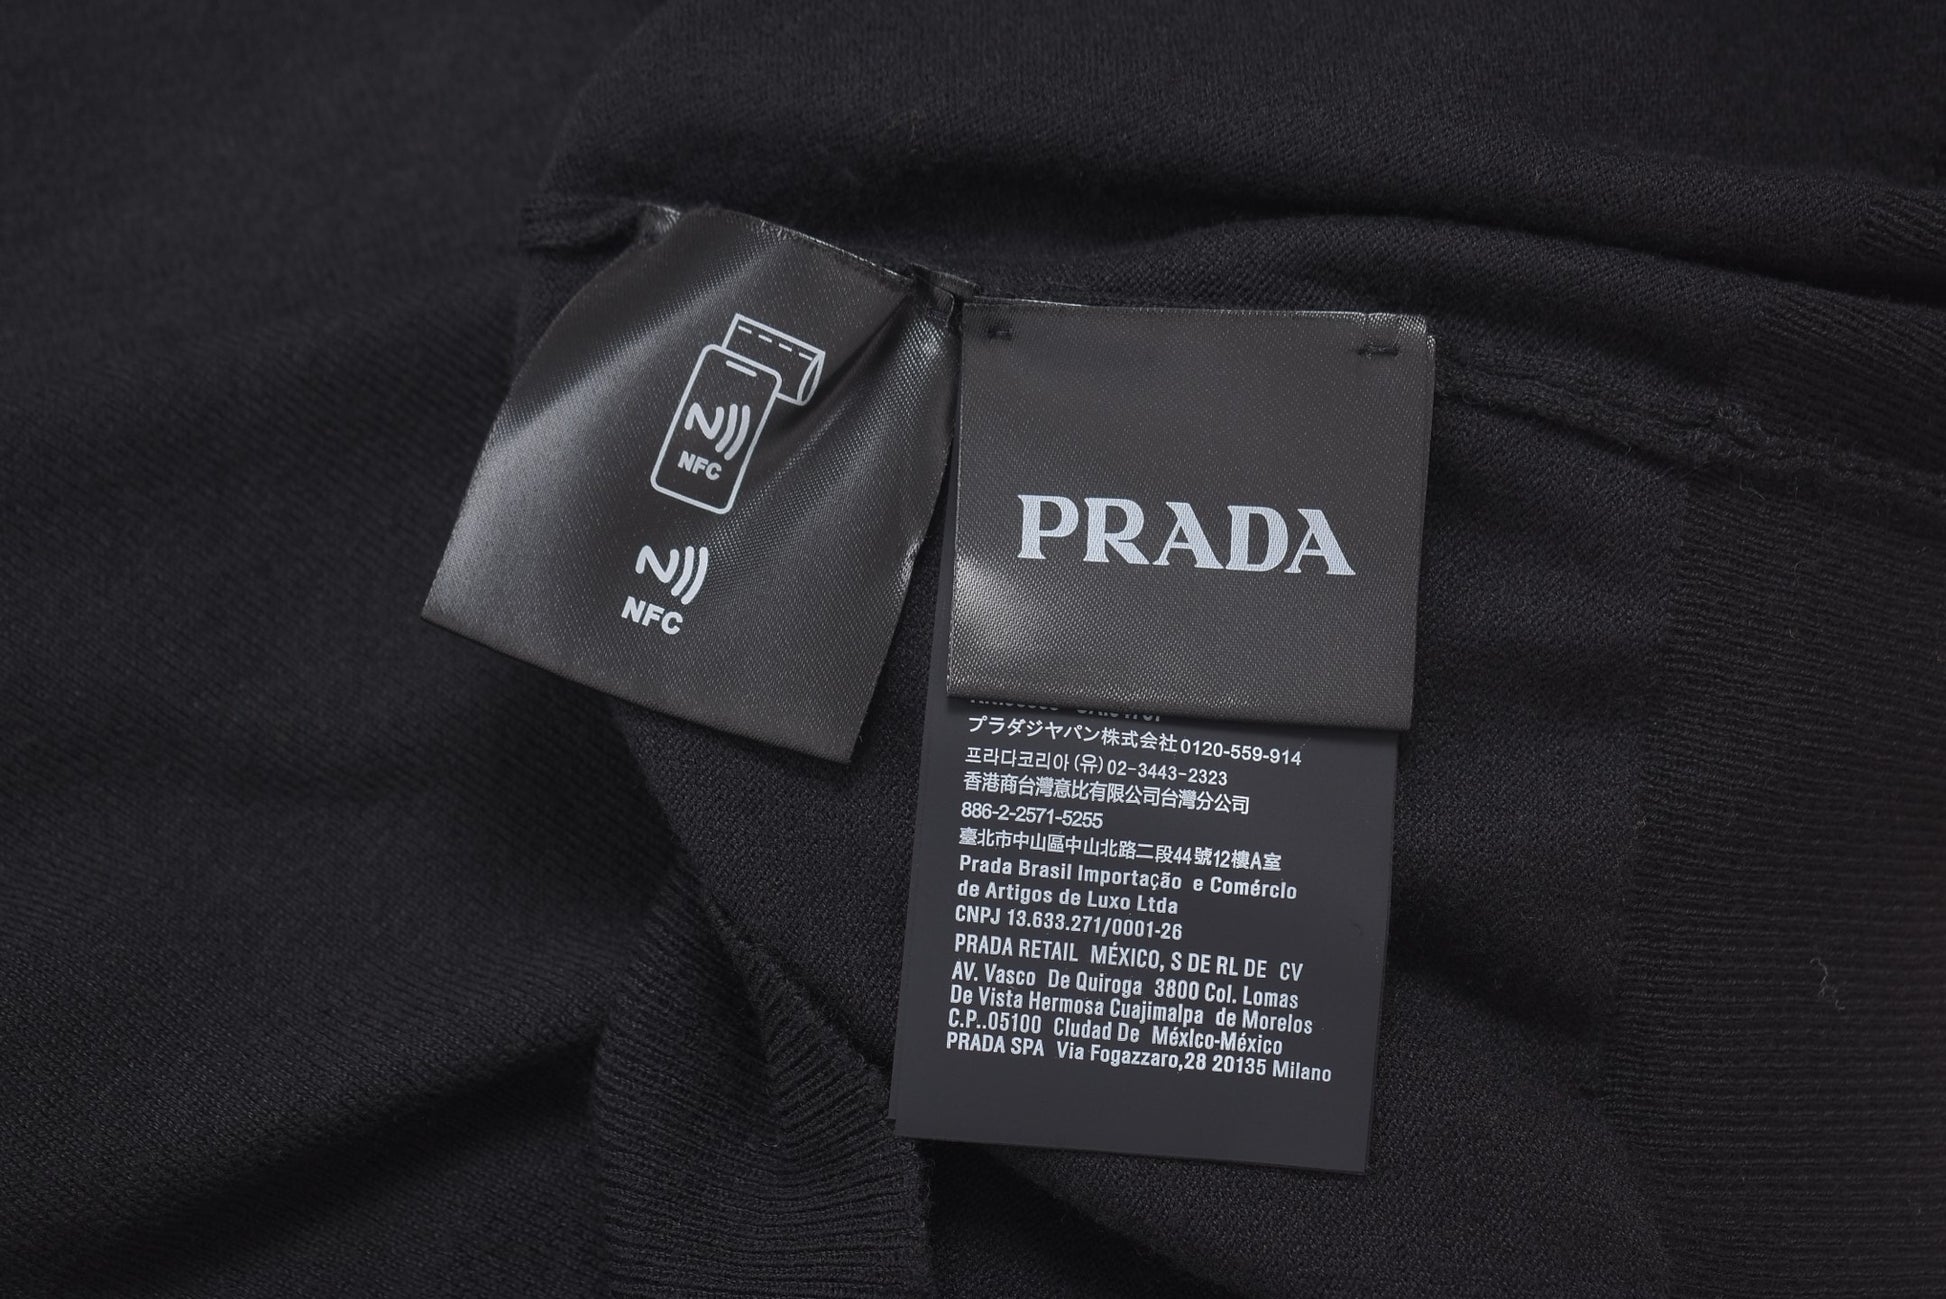 NFC
NFC
PRADA
プラダジャパン株式会社0120-559-914
프라다코리아(유)02-3443-2323
香港商台灣意比有限公司台灣分公司
886-2-2571-5255
臺北市中山區中山北路二段44號12樓A室
Prada Brasil Importação e Comércio
de Artigos de Luxo Ltda
CNPJ 13.633.271/0001-26
PRADA RETAIL MÉXICO, S DE RL DE CV
AV. Vasco De Quiroga 3800 Col. Lomas
De Vista Hermosa Cuajimalpa de Morelos
C.P..05100 Ciudad De México-México
PRADA SPA Via Fogazzaro,28 20135 Milano